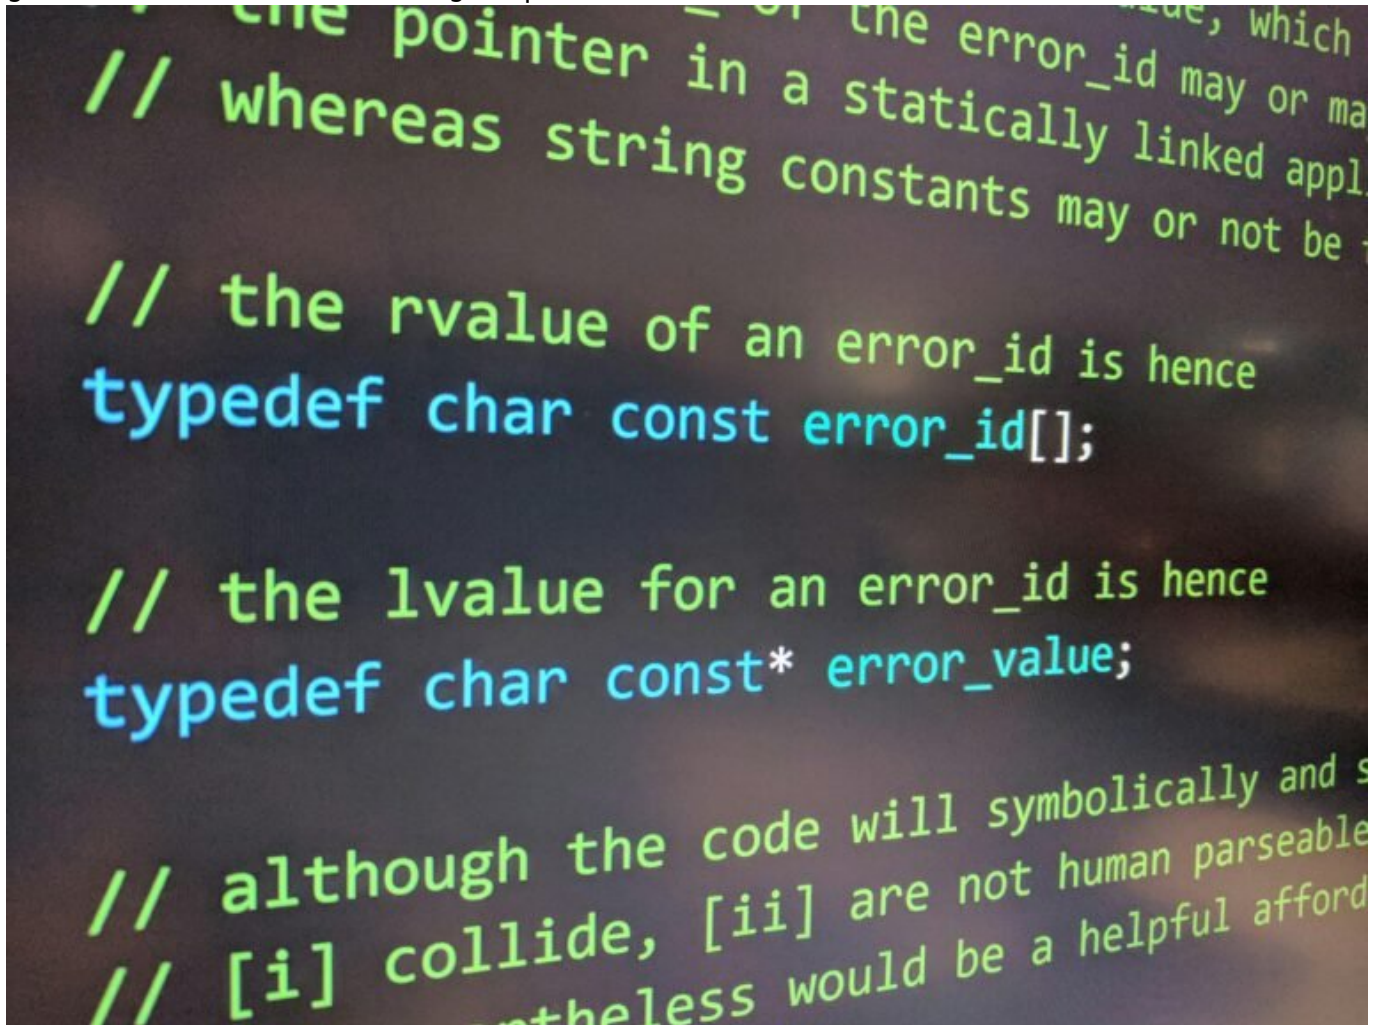 the pointer in a statically linked
// whereas string constants may or not be
// the rvalue of an error_id is hence
typedef char const error_id[];
// the lvalue for an error_id is hence
typedef char const* error_value;
// although the code will symbolically and
// [i] collide, [ii] are not human parseable
would be a helpful